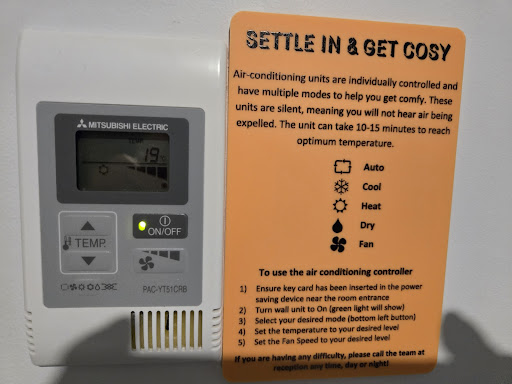 MITSUBISHI ELECTRIC
TEMP.
19°C
ON/OFF
TEMP.
PAC-YT51CRB
SETTLE IN & GET COSY
Air-conditioning units are individually controlled and
have multiple modes to help you get comfy. These
units are silent, meaning you will not hear air being
expelled. The unit can take 10-15 minutes to reach
optimum temperature.
Auto
Cool
Heat
Dry
Fan
To use the air conditioning controller
1) Ensure key card has been inserted in the power
saving device near the room entrance
2) Turn wall unit to On (green light will show)
3) Select your desired mode (bottom left button)
4) Set the temperature to your desired level
5) Set the Fan Speed to your desired level
If you are having any difficulty, please call the team at
reception any time, day or night!